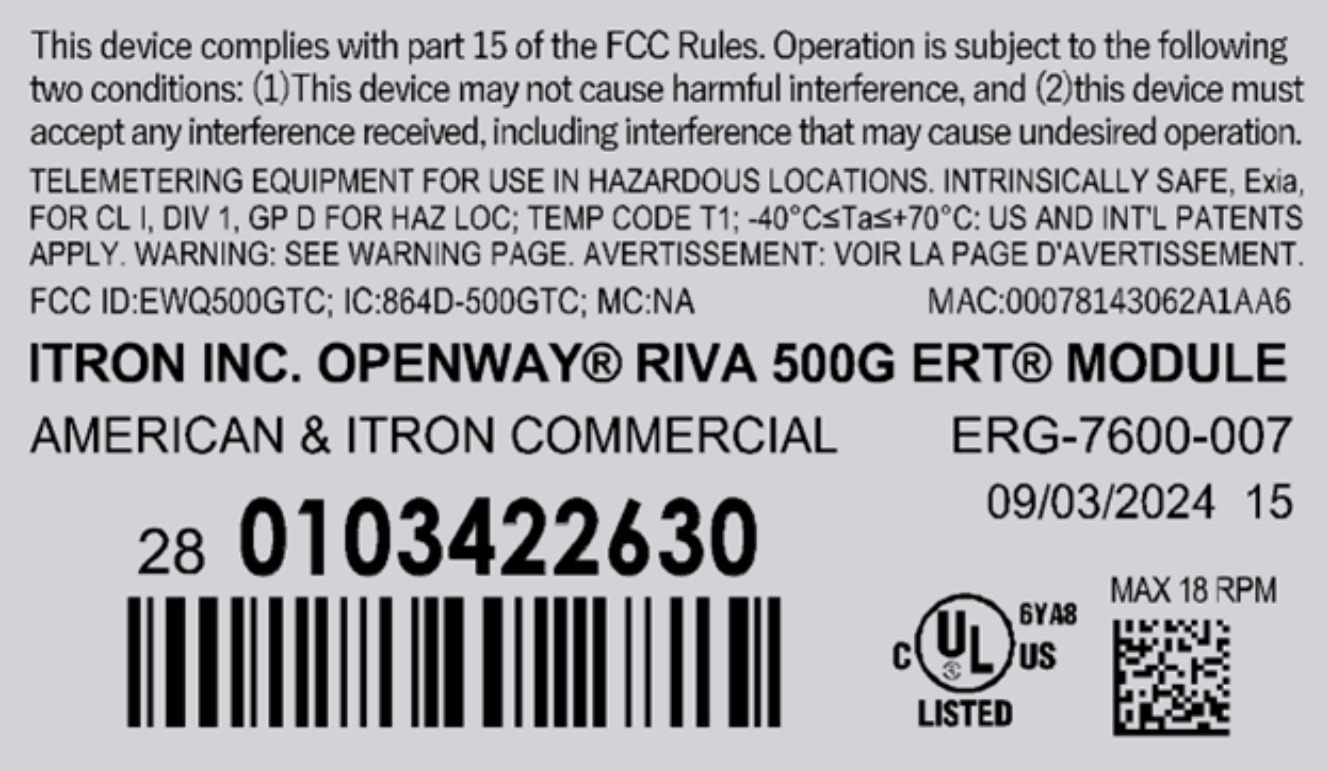 This device complies with part 15 of the FCC Rules. Operation is subject to the following
two conditions: (1)This device may not cause harmful interference, and (2)this device must
accept any interference received, including interference that may cause undesired operation.
TELEMETERING EQUIPMENT FOR USE IN HAZARDOUS LOCATIONS. INTRINSICALLY SAFE, Exia,
FOR CL I, DIV 1, GP D FOR HAZ LOC; TEMP CODE T1; -40°C≤Ta≤+70°C: US AND INT'L PATENTS
APPLY. WARNING: SEE WARNING PAGE. AVERTISSEMENT: VOIR LA PAGE D'AVERTISSEMENT.
FCC ID:EWQ500GTC; IC:864D-500GTC; MC:NA MAC:00078143062A1AA6
ITRON INC. OPENWAY® RIVA 500G ERT® MODULE
AMERICAN & ITRON COMMERCIAL ERG-7600-007
09/03/2024 15
28 0103422630
MAX 18 RPM
C UL US 6YA8
LISTED